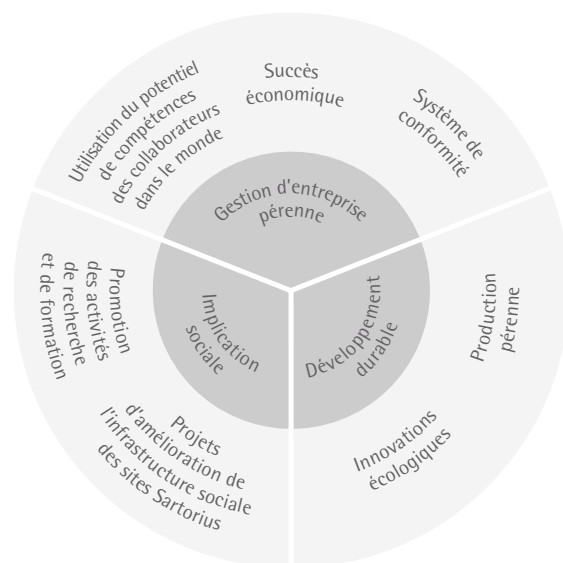 Utilisation du potentiel
de compétences
des collaborateurs
dans le monde
Succès
économique
Système de
conformité
Gestion d'entreprise
pérenne
Promotion
des activités
de recherche
et de formation
Implication
sociale
Développement
durable
Production
pérenne
Projets
d'amélioration de
l'infrastructure sociale
des sites Sartorius
Innovations
écologiques